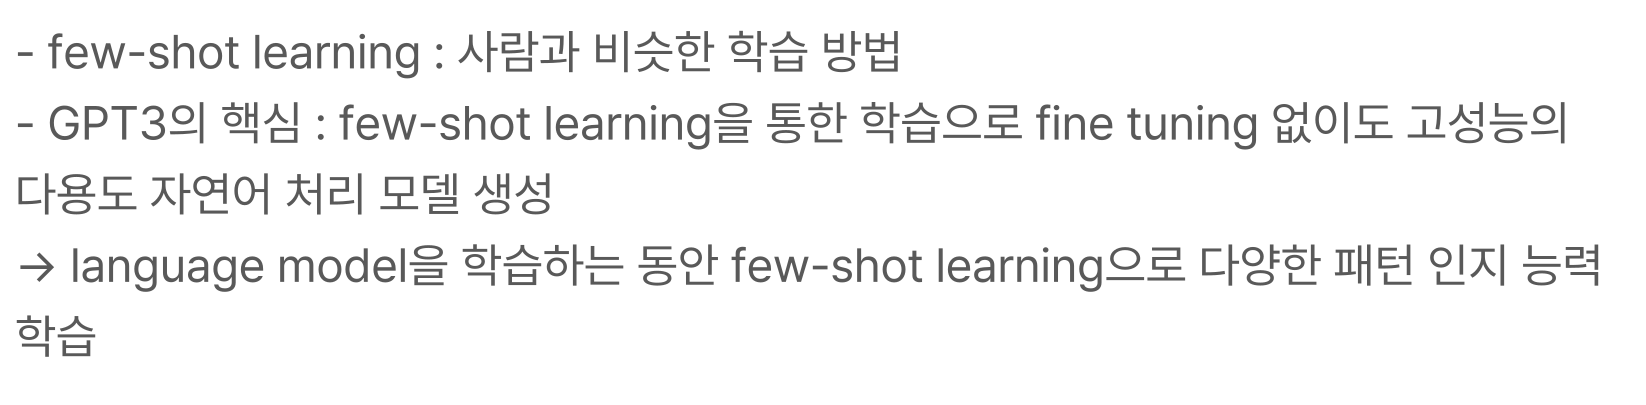 - few-shot learning : 사람과 비슷한 학습 방법
- GPT3의 핵심 : few-shot learning을 통한 학습으로 fine tuning 없이도 고성능의
다용도 자연어 처리 모델 생성
→ language model을 학습하는 동안 few-shot learning으로 다양한 패턴 인지 능력
학습